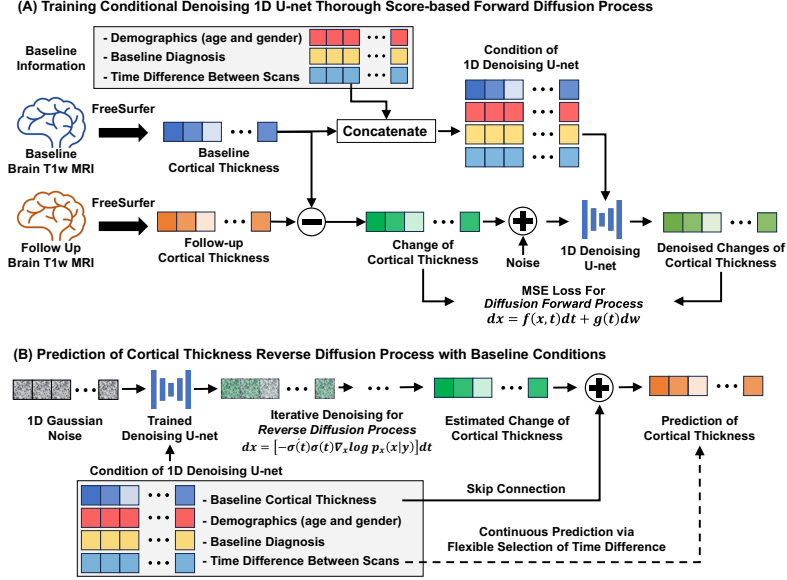 (A) Training Conditional Denoising 1D U-net Thorough Score-based Forward Diffusion Process
Baseline
Information
- Demographics (age and gender)
- Baseline Diagnosis
- Time Difference Between Scans
Condition of
1D Denoising U-net
FreeSurfer
Baseline
Brain T1w MRI
Baseline
Cortical Thickness
Concatenate
FreeSurfer
Follow Up
Brain T1w MRI
Follow-up
Cortical Thickness
Change of
Cortical Thickness
Noise
1D Denoising
U-net
Denoised Changes of
Cortical Thickness
MSE Loss For
Diffusion Forward Process
dx = f(x,t)dt + g(t)dw
(B) Prediction of Cortical Thickness Reverse Diffusion Process with Baseline Conditions
1D Gaussian
Noise
Trained
Denoising U-net
Iterative Denoising for
Reverse Diffusion Process
dx = [−σ̇(t)σ(t)∇ₓlog pₓ(x|y)]dt
Estimated Change of
Cortical Thickness
Prediction of
Cortical Thickness
Condition of 1D Denoising U-net
- Baseline Cortical Thickness
- Demographics (age and gender)
- Baseline Diagnosis
- Time Difference Between Scans
Skip Connection
Continuous Prediction via
Flexible Selection of Time Difference